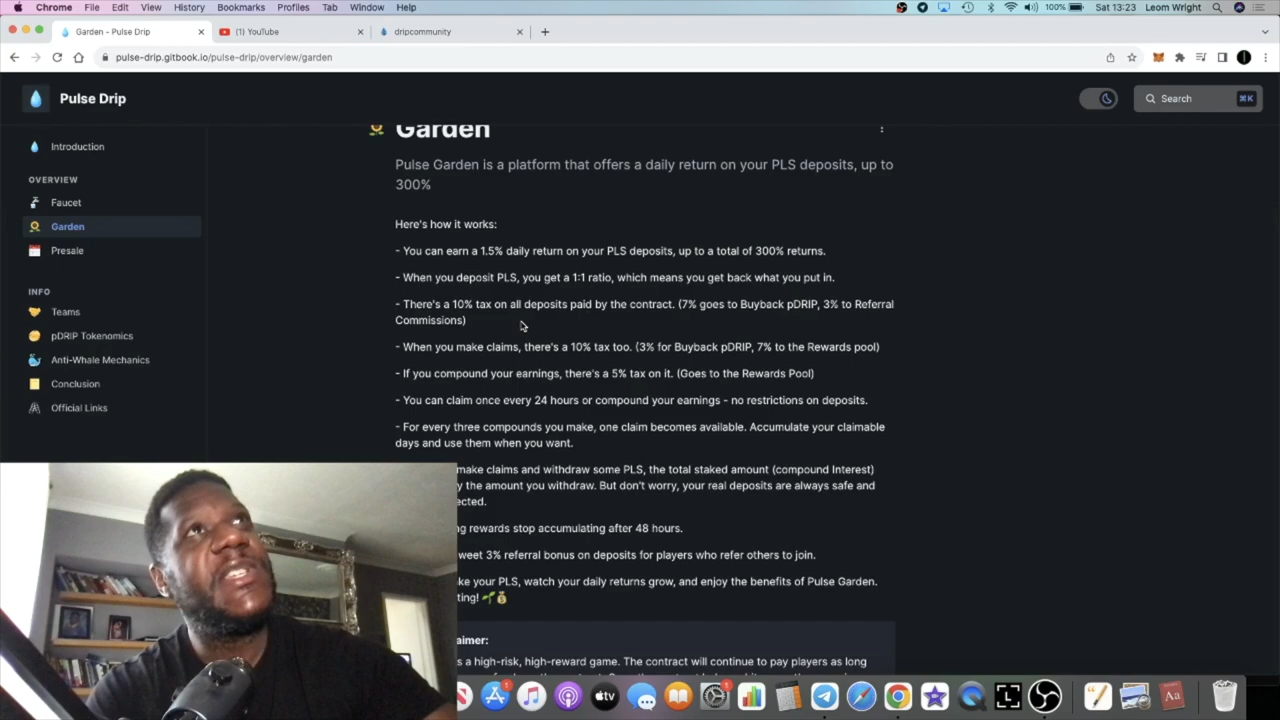 Chrome File Edit View History Bookmarks Profiles Tab Window Help 100% Sat 13:23 Leom Wright
Garden - Pulse Drip (1) YouTube dripcommunity
pulse-drip.gitbook.io/pulse-drip/overview/garden
Pulse Drip Search ⌘K
Introduction
OVERVIEW
Faucet
Garden
Presale
INFO
Teams
pDRIP Tokenomics
Anti-Whale Mechanics
Conclusion
Official Links
Garden
Pulse Garden is a platform that offers a daily return on your PLS deposits, up to
300%
Here's how it works:
- You can earn a 1.5% daily return on your PLS deposits, up to a total of 300% returns.
- When you deposit PLS, you get a 1:1 ratio, which means you get back what you put in.
- There's a 10% tax on all deposits paid by the contract. (7% goes to Buyback pDRIP, 3% to Referral
Commissions)
- When you make claims, there's a 10% tax too. (3% for Buyback pDRIP, 7% to the Rewards pool)
- If you compound your earnings, there's a 5% tax on it. (Goes to the Rewards Pool)
- You can claim once every 24 hours or compound your earnings - no restrictions on deposits.
- For every three compounds you make, one claim becomes available. Accumulate your claimable
days and use them when you want.
make claims and withdraw some PLS, the total staked amount (compound Interest)
y the amount you withdraw. But don't worry, your real deposits are always safe and
ected.
ng rewards stop accumulating after 48 hours.
weet 3% referral bonus on deposits for players who refer others to join.
ke your PLS, watch your daily returns grow, and enjoy the benefits of Pulse Garden.
ting!
aimer:
s a high-risk, high-reward game. The contract will continue to pay players as long